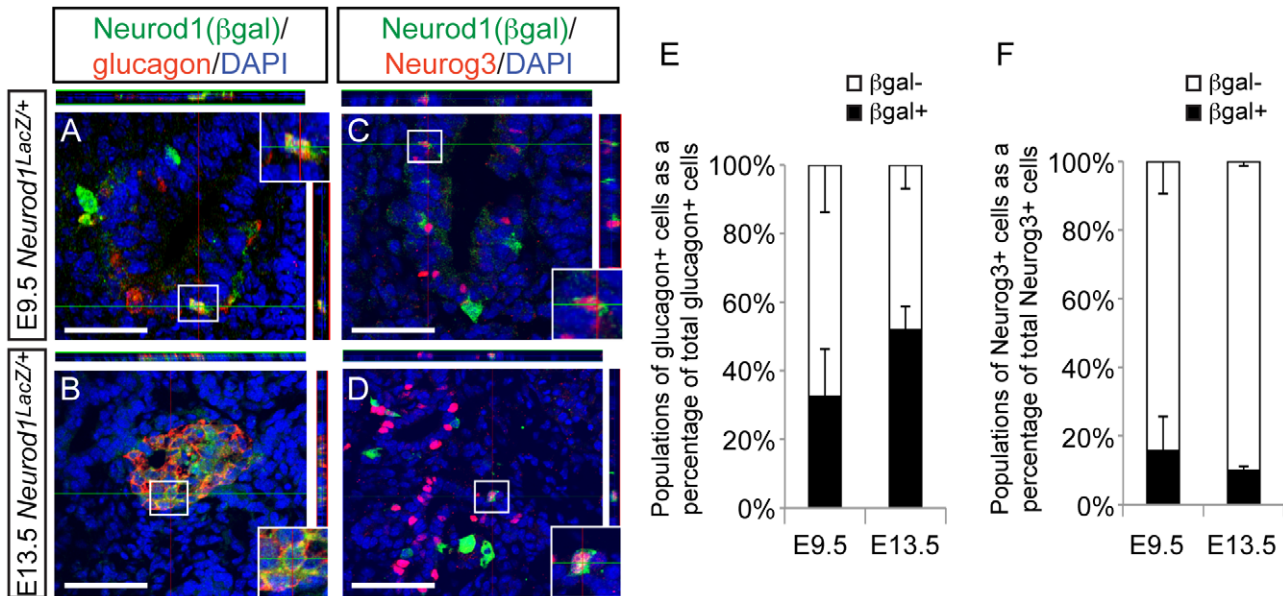 Neurod1(βgal)/
glucagon/DAPI
Neurod1(βgal)/
Neurog3/DAPI
E9.5 Neurod1LacZ/+
E13.5 Neurod1LacZ/+
A
B
C
D
E
βgal-
βgal+
Populations of glucagon+ cells as a
percentage of total glucagon+ cells
100%
80%
60%
40%
20%
0%
E9.5 E13.5
F
βgal-
βgal+
Populations of Neurog3+ cells as a
percentage of total Neurog3+ cells
100%
80%
60%
40%
20%
0%
E9.5 E13.5